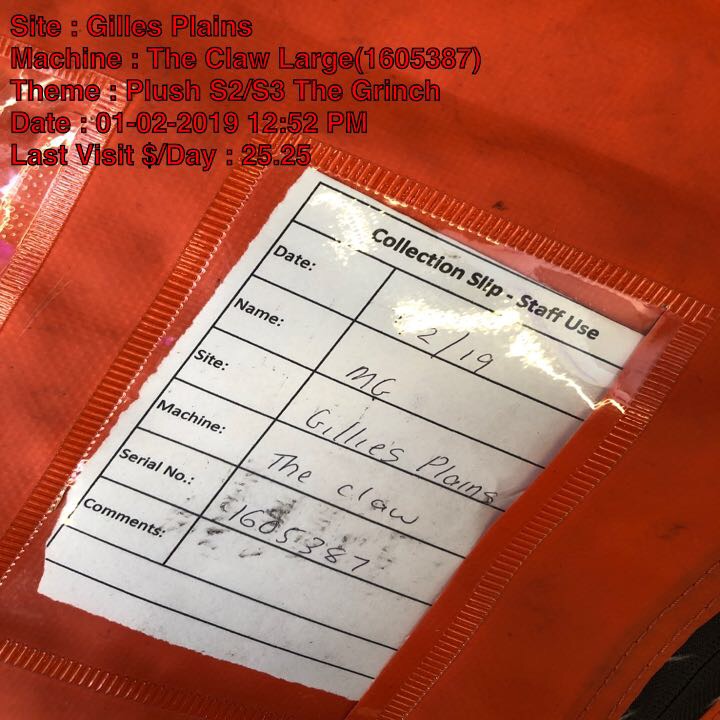 Site : Gilles Plains
Machine : The Claw Large(1605387)
Theme : Plush S2/S3 The Grinch
Date : 01-02-2019 12:52 PM
Last Visit $/Day : 25.25
Collection Slip - Staff Use
Date: 2/19
Name: MG
Site: Gillies Plains
Machine: The claw
Serial No.: 1605387
Comments: